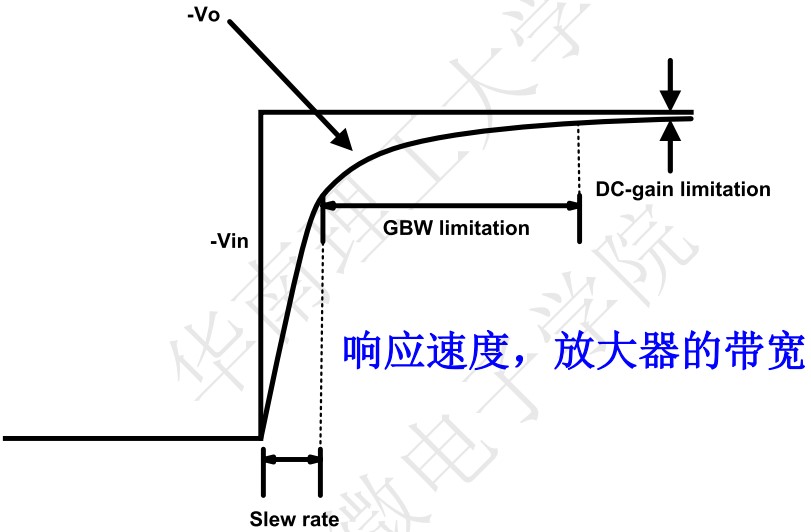 -Vo
DC-gain limitation
GBW limitation
-Vin
响应速度，放大器的带宽
Slew rate
华南理工大学
微电子学院